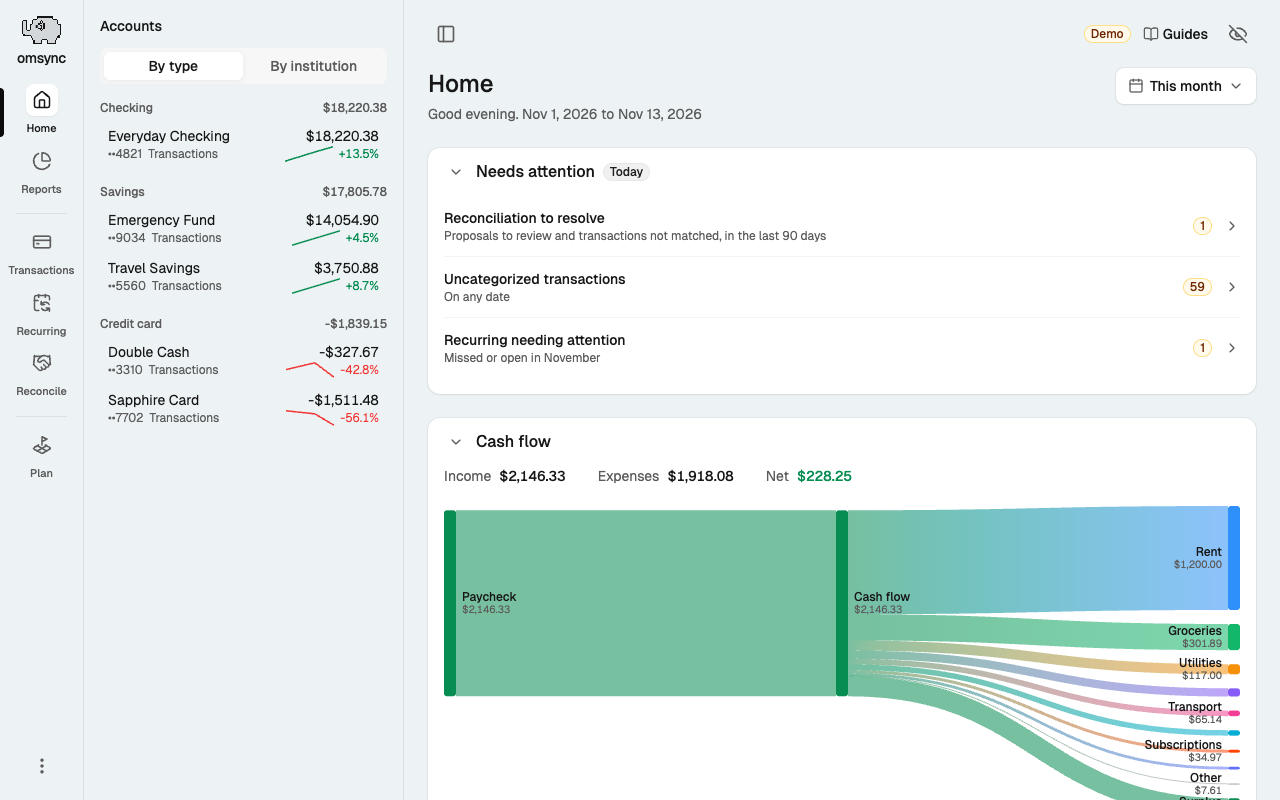 omsync
Home
Reports
Transactions
Recurring
Reconcile
Plan
Accounts
By type
By institution
Checking $18,220.38
Everyday Checking $18,220.38
••4821 Transactions +13.5%
Savings $17,805.78
Emergency Fund $14,054.90
••9034 Transactions +4.5%
Travel Savings $3,750.88
••5560 Transactions +8.7%
Credit card -$1,839.15
Double Cash -$327.67
••3310 Transactions -42.8%
Sapphire Card -$1,511.48
••7702 Transactions -56.1%
Demo
Guides
Home
Good evening. Nov 1, 2026 to Nov 13, 2026
This month
Needs attention Today
Reconciliation to resolve
Proposals to review and transactions not matched, in the last 90 days
1
Uncategorized transactions
On any date
59
Recurring needing attention
Missed or open in November
1
Cash flow
Income $2,146.33 Expenses $1,918.08 Net $228.25
Paycheck
$2,146.33
Cash flow
$2,146.33
Rent
$1,200.00
Groceries
$301.89
Utilities
$117.00
Transport
$65.14
Subscriptions
$34.97
Other
$7.61